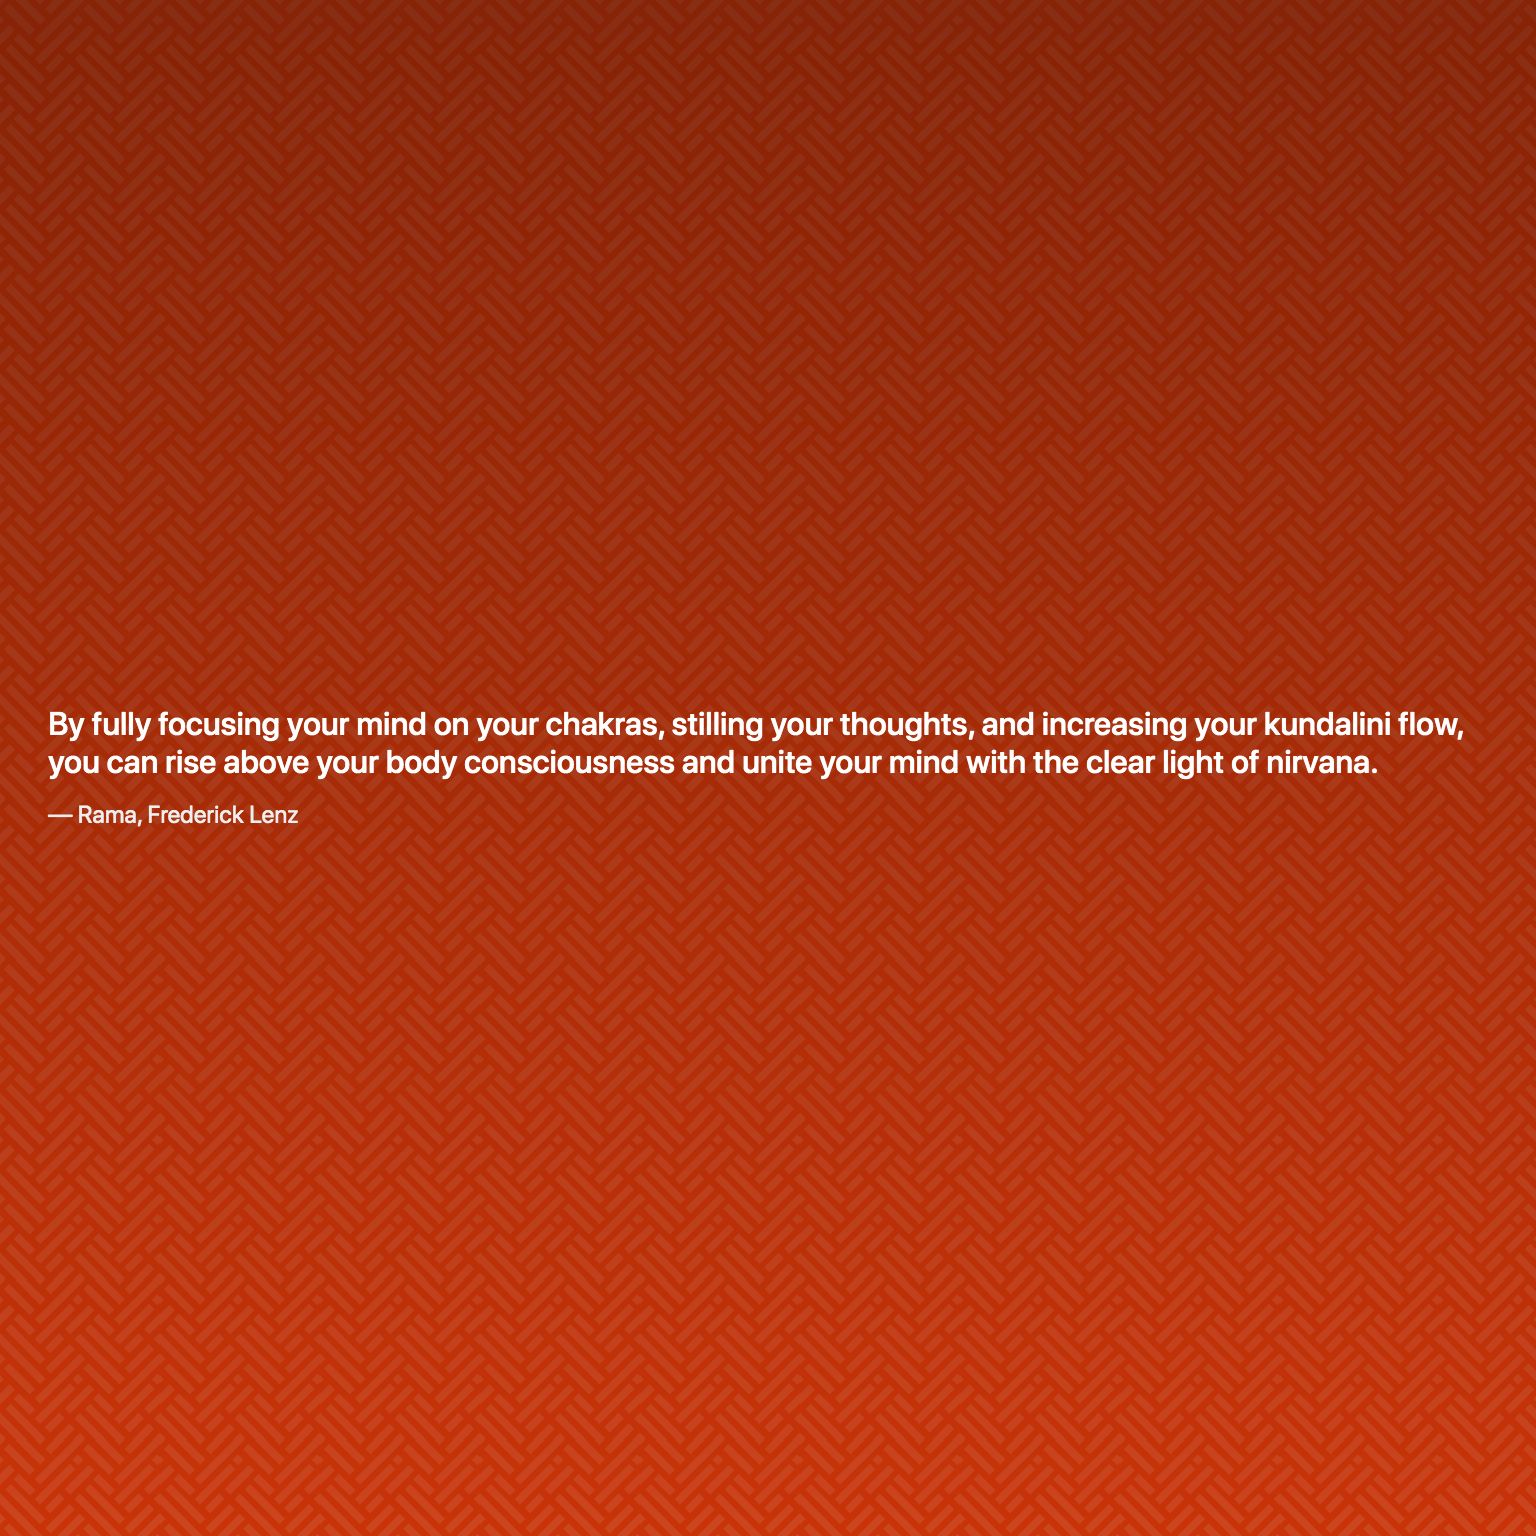 By fully focusing your mind on your chakras, stilling your thoughts, and increasing your kundalini flow,
you can rise above your body consciousness and unite your mind with the clear light of nirvana.
— Rama, Frederick Lenz